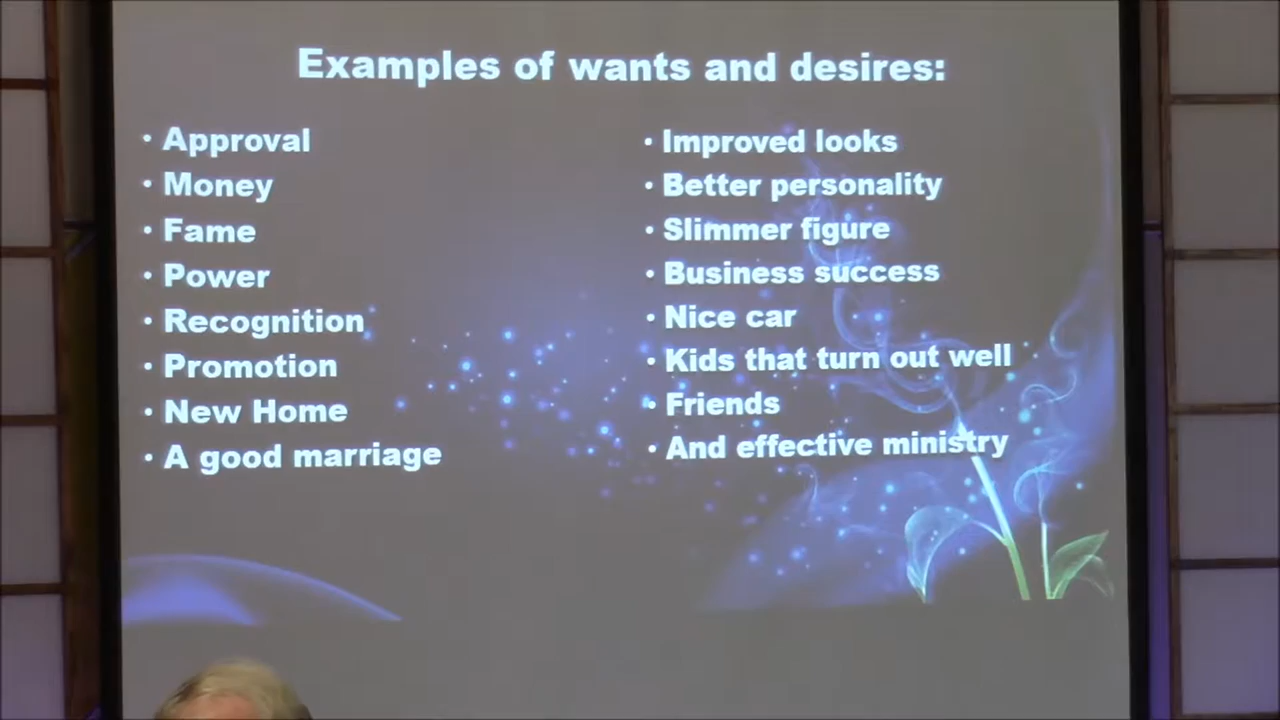 Examples of wants and desires:
· Approval
· Money
· Fame
· Power
· Recognition
· Promotion
· New Home
· A good marriage
· Improved looks
· Better personality
· Slimmer figure
· Business success
· Nice car
· Kids that turn out well
· Friends
· And effective ministry